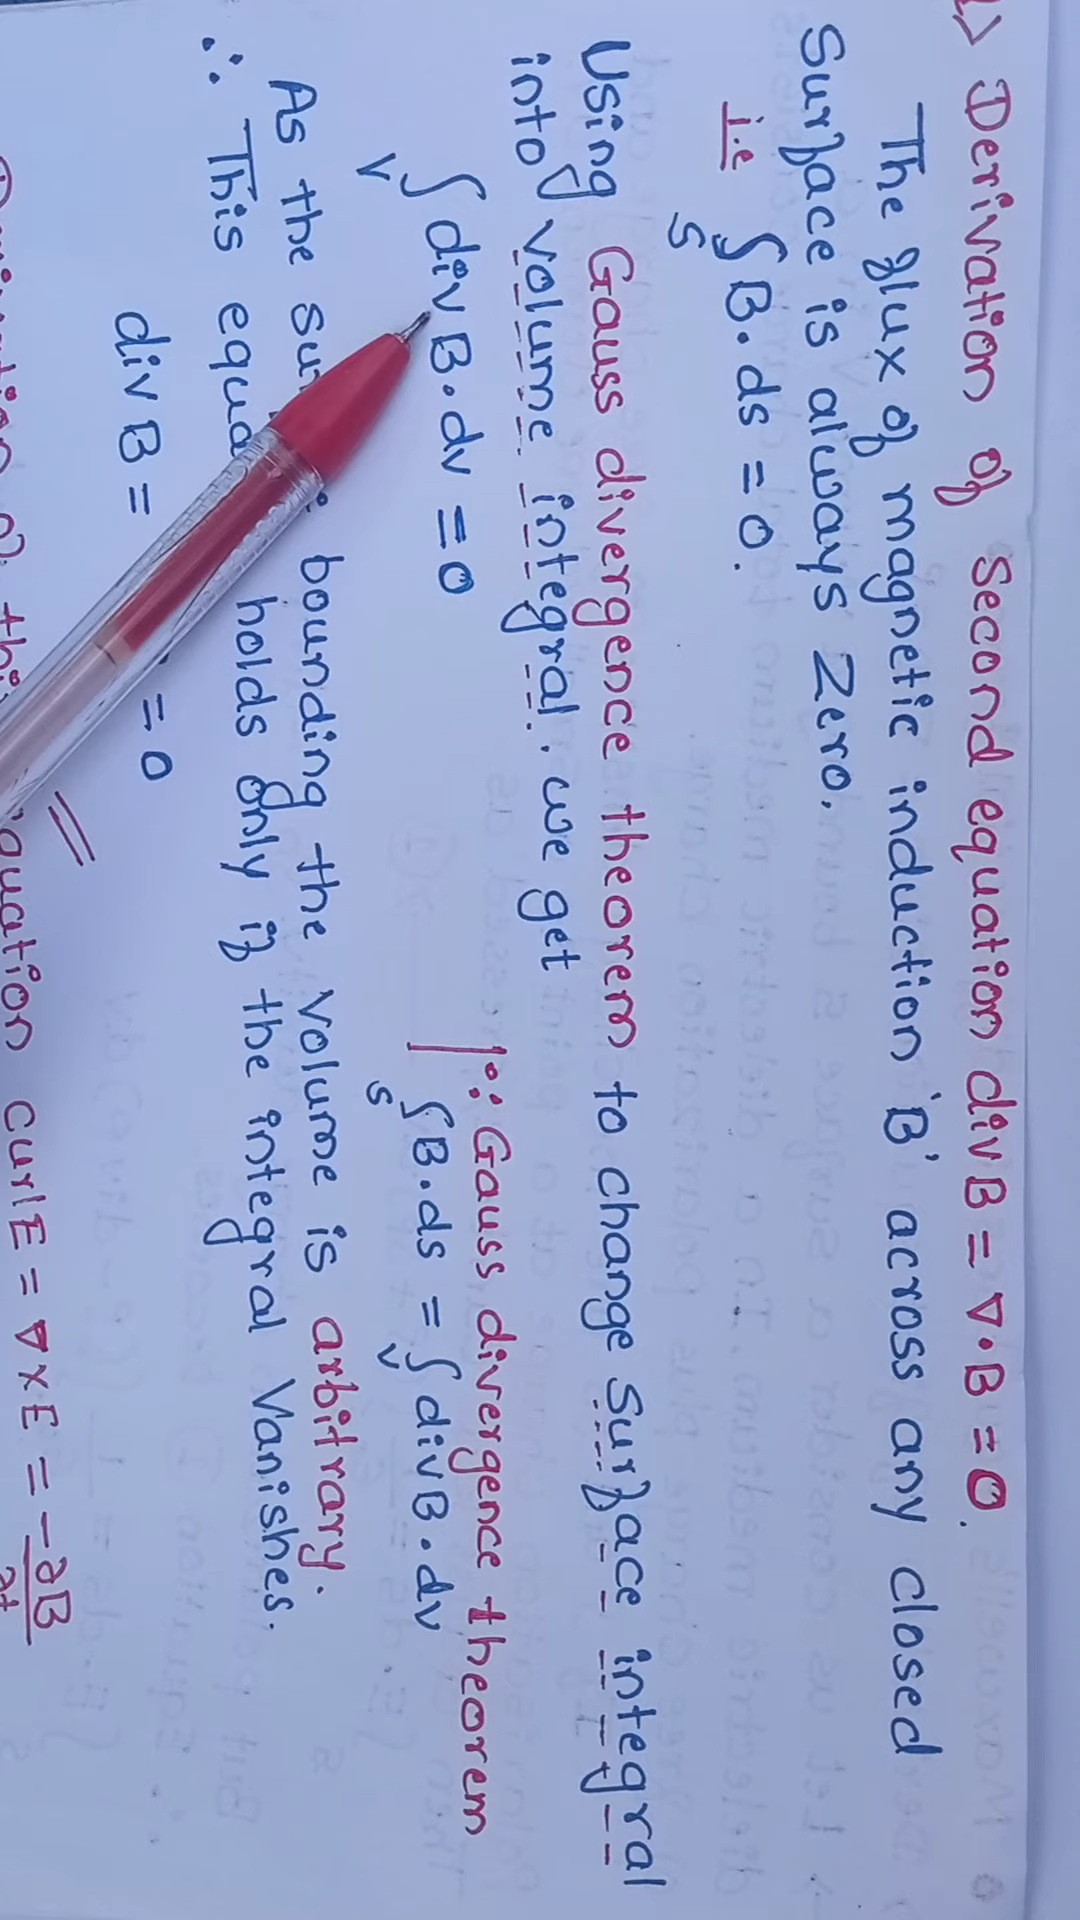 Derivation of second equation div B = ∇・B = 0.
The flux of magnetic induction 'B' across any closed
Surface is always Zero.
i.e ∫ B.ds = 0.
S
Using Gauss divergence theorem to change Surface integral
into volume integral. we get
∫ div B.dv = 0
V
|∵ Gauss divergence theorem
∫ B.ds = ∫ div B.dv
S V
As the bounding the volume is arbitrary.
∴ This holds only if the integral Vanishes.
div B = = 0
curl E = ∇ × E = -∂B